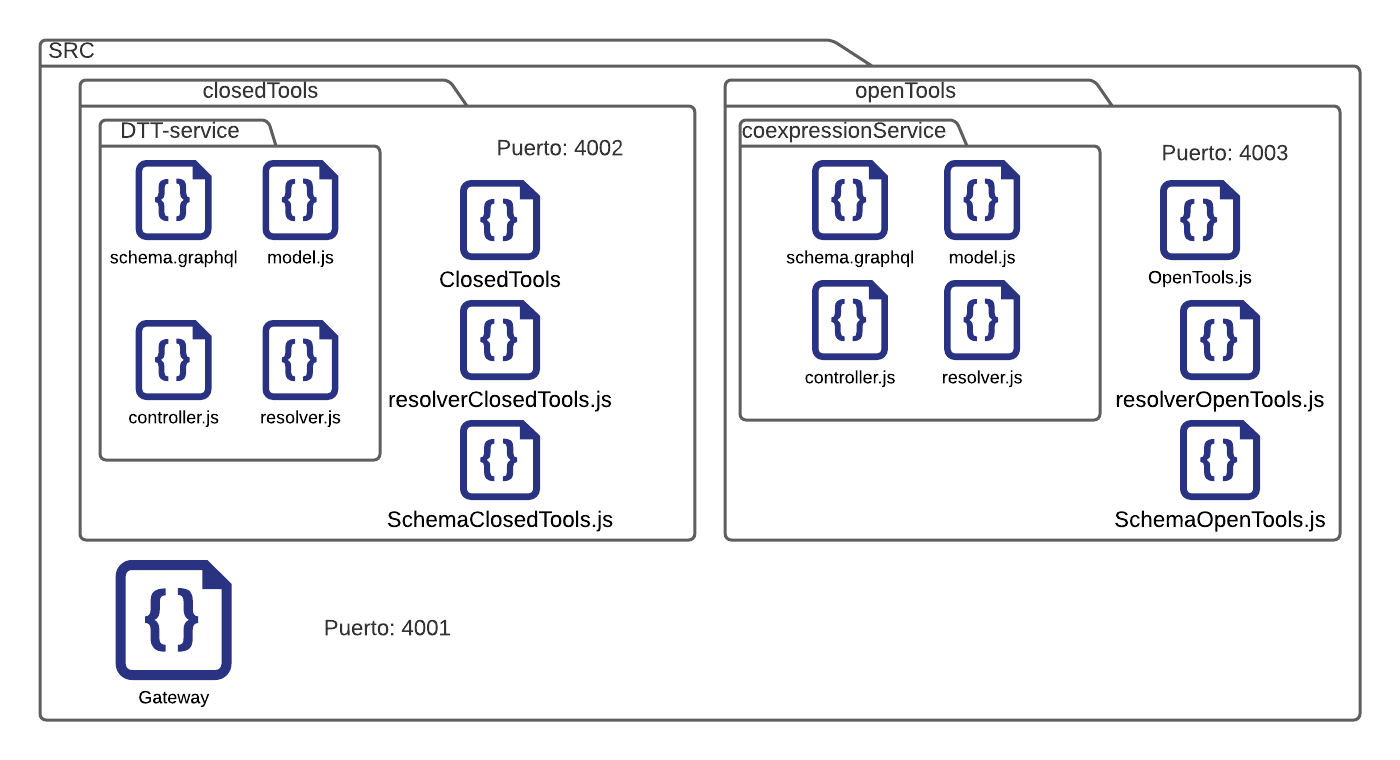 SRC
closedTools
DTT-service
Puerto: 4002
schema.graphql
model.js
controller.js
resolver.js
ClosedTools
resolverClosedTools.js
SchemaClosedTools.js
openTools
coexpressionService
Puerto: 4003
schema.graphql
model.js
controller.js
resolver.js
OpenTools.js
resolverOpenTools.js
SchemaOpenTools.js
Gateway
Puerto: 4001